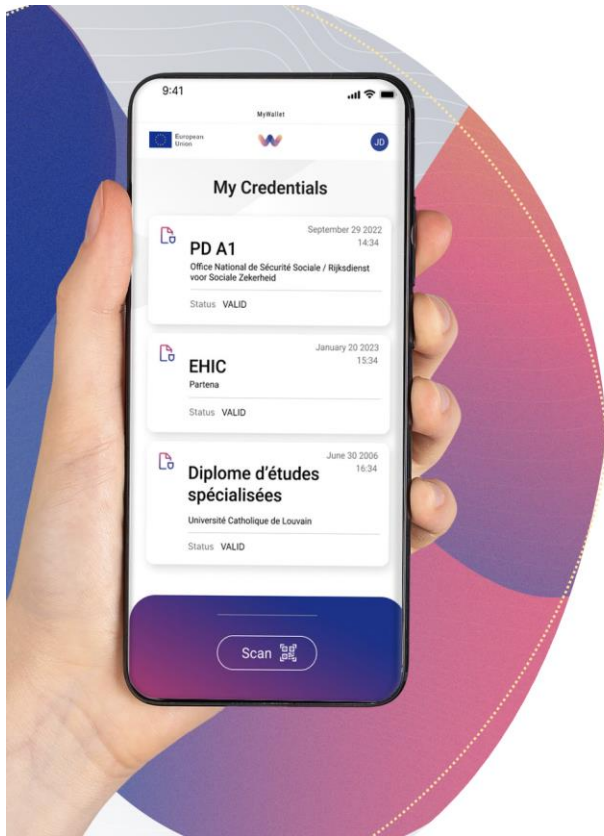 9:41
MyWallet
European
Union
JD
My Credentials
September 29 2022
14:34
PD A1
Office National de Sécurité Sociale / Rijksdienst
voor Sociale Zekerheid
Status VALID
January 20 2023
15:34
EHIC
Partena
Status VALID
June 30 2006
16:34
Diplome d'études
spécialisées
Université Catholique de Louvain
Status VALID
Scan